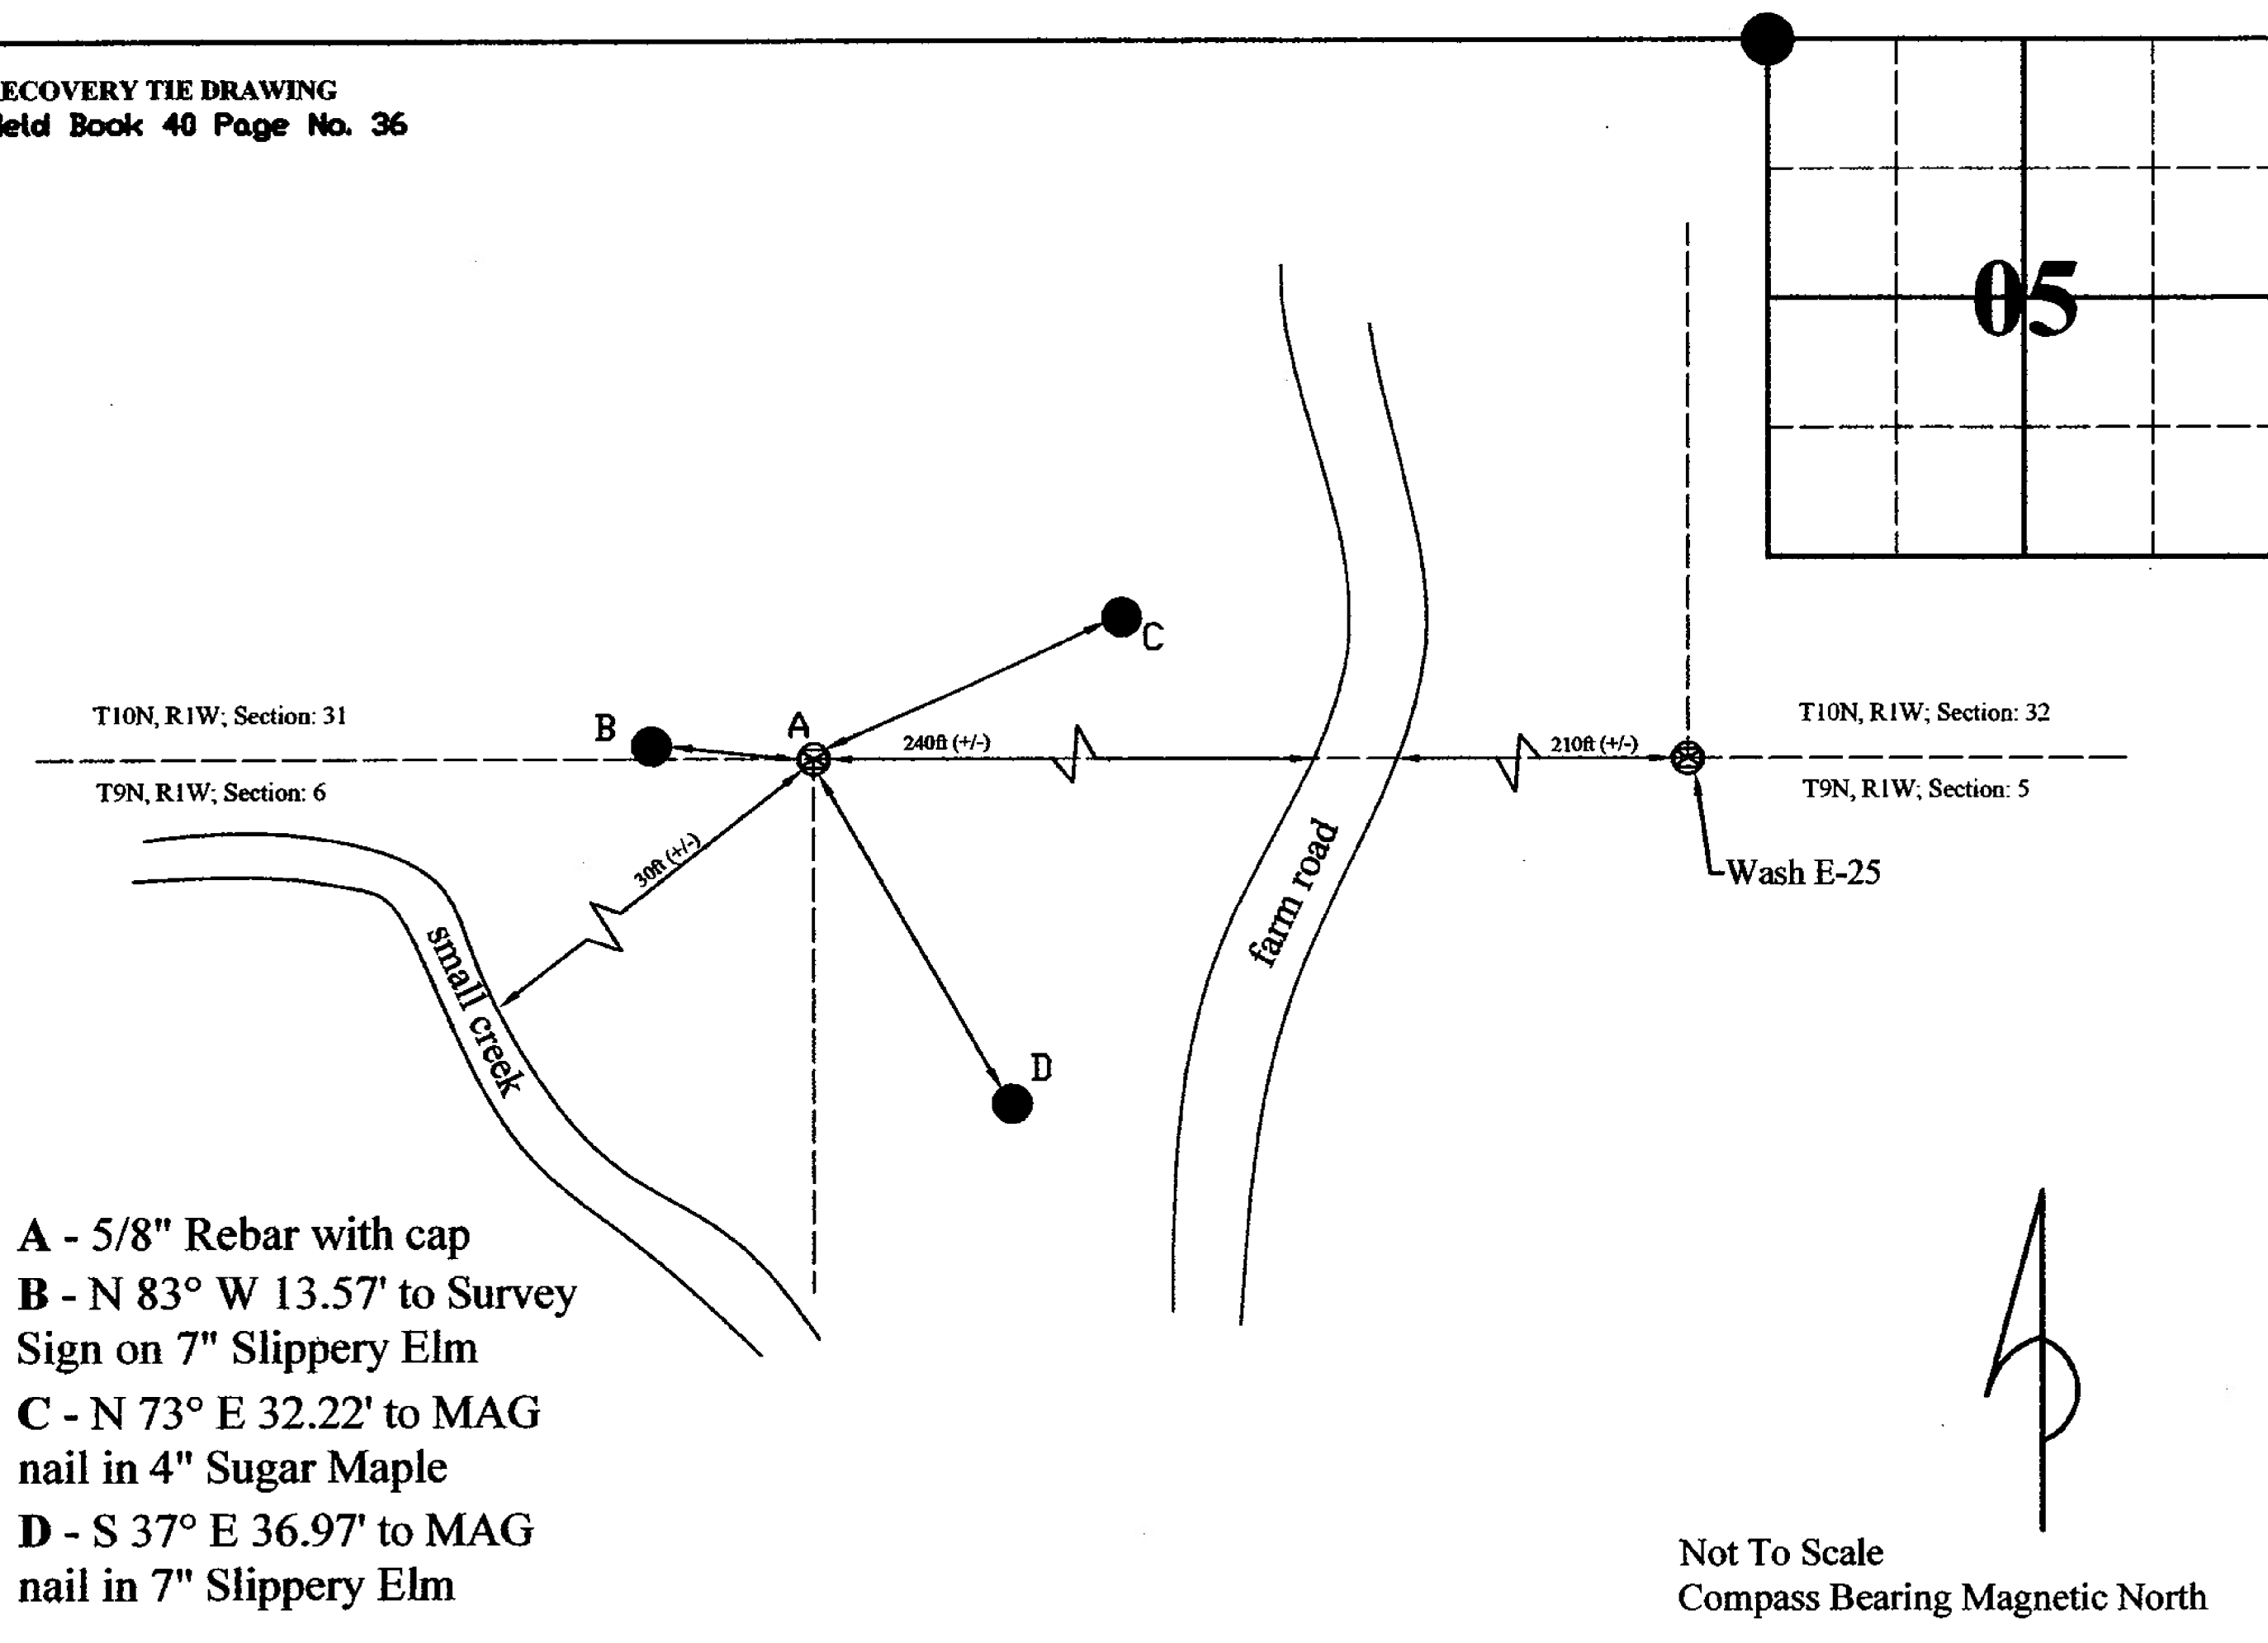 ECOVERY TIE DRAWING
eld Book 40 Page No. 36
05
C
T10N, R1W; Section: 31
B
A
240ft (+/-)
210ft (+/-)
T10N, R1W; Section: 32
T9N, R1W; Section: 6
T9N, R1W; Section: 5
30ft (+/-)
farm road
Wash E-25
small creek
D
A - 5/8" Rebar with cap
B - N 83° W 13.57' to Survey
Sign on 7" Slippery Elm
C - N 73° E 32.22' to MAG
nail in 4" Sugar Maple
D - S 37° E 36.97' to MAG
nail in 7" Slippery Elm
Not To Scale
Compass Bearing Magnetic North